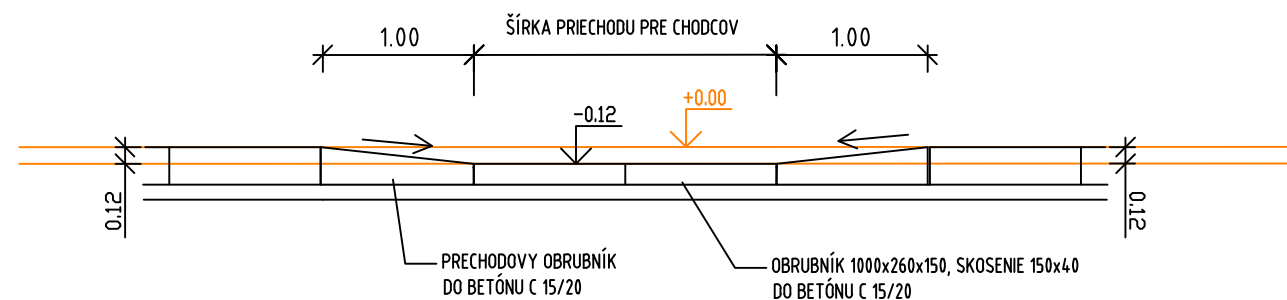 ŠÍRKA PRIECHODU PRE CHODCOV
1.00
1.00
+0.00
-0.12
0.12
0.12
PRECHODOVY OBRUBNÍK
DO BETÓNU C 15/20
OBRUBNÍK 1000x260x150, SKOSENIE 150x40
DO BETÓNU C 15/20